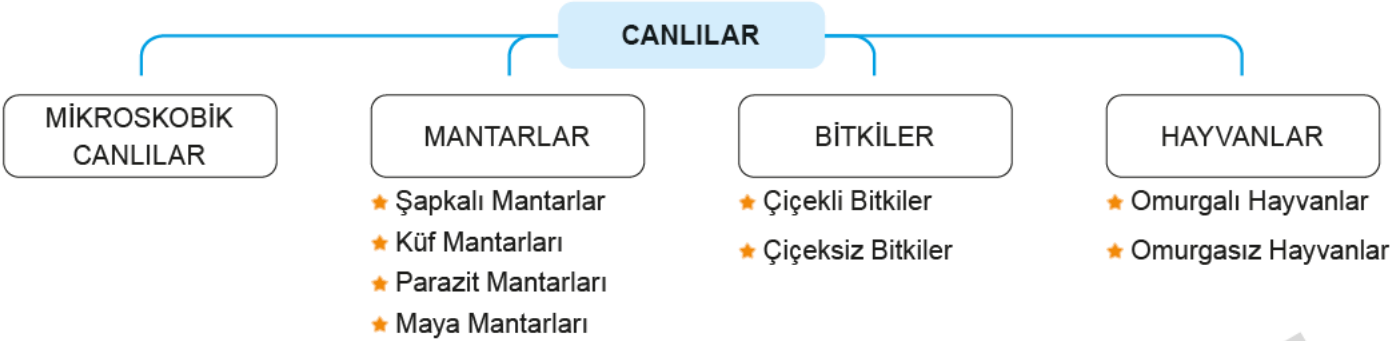 CANLILAR
MİKROSKOBİK
CANLILAR
MANTARLAR
Şapkalı Mantarlar
Küf Mantarları
Parazit Mantarları
Maya Mantarları
BİTKİLER
Çiçekli Bitkiler
Çiçeksiz Bitkiler
HAYVANLAR
Omurgalı Hayvanlar
Omurgasız Hayvanlar